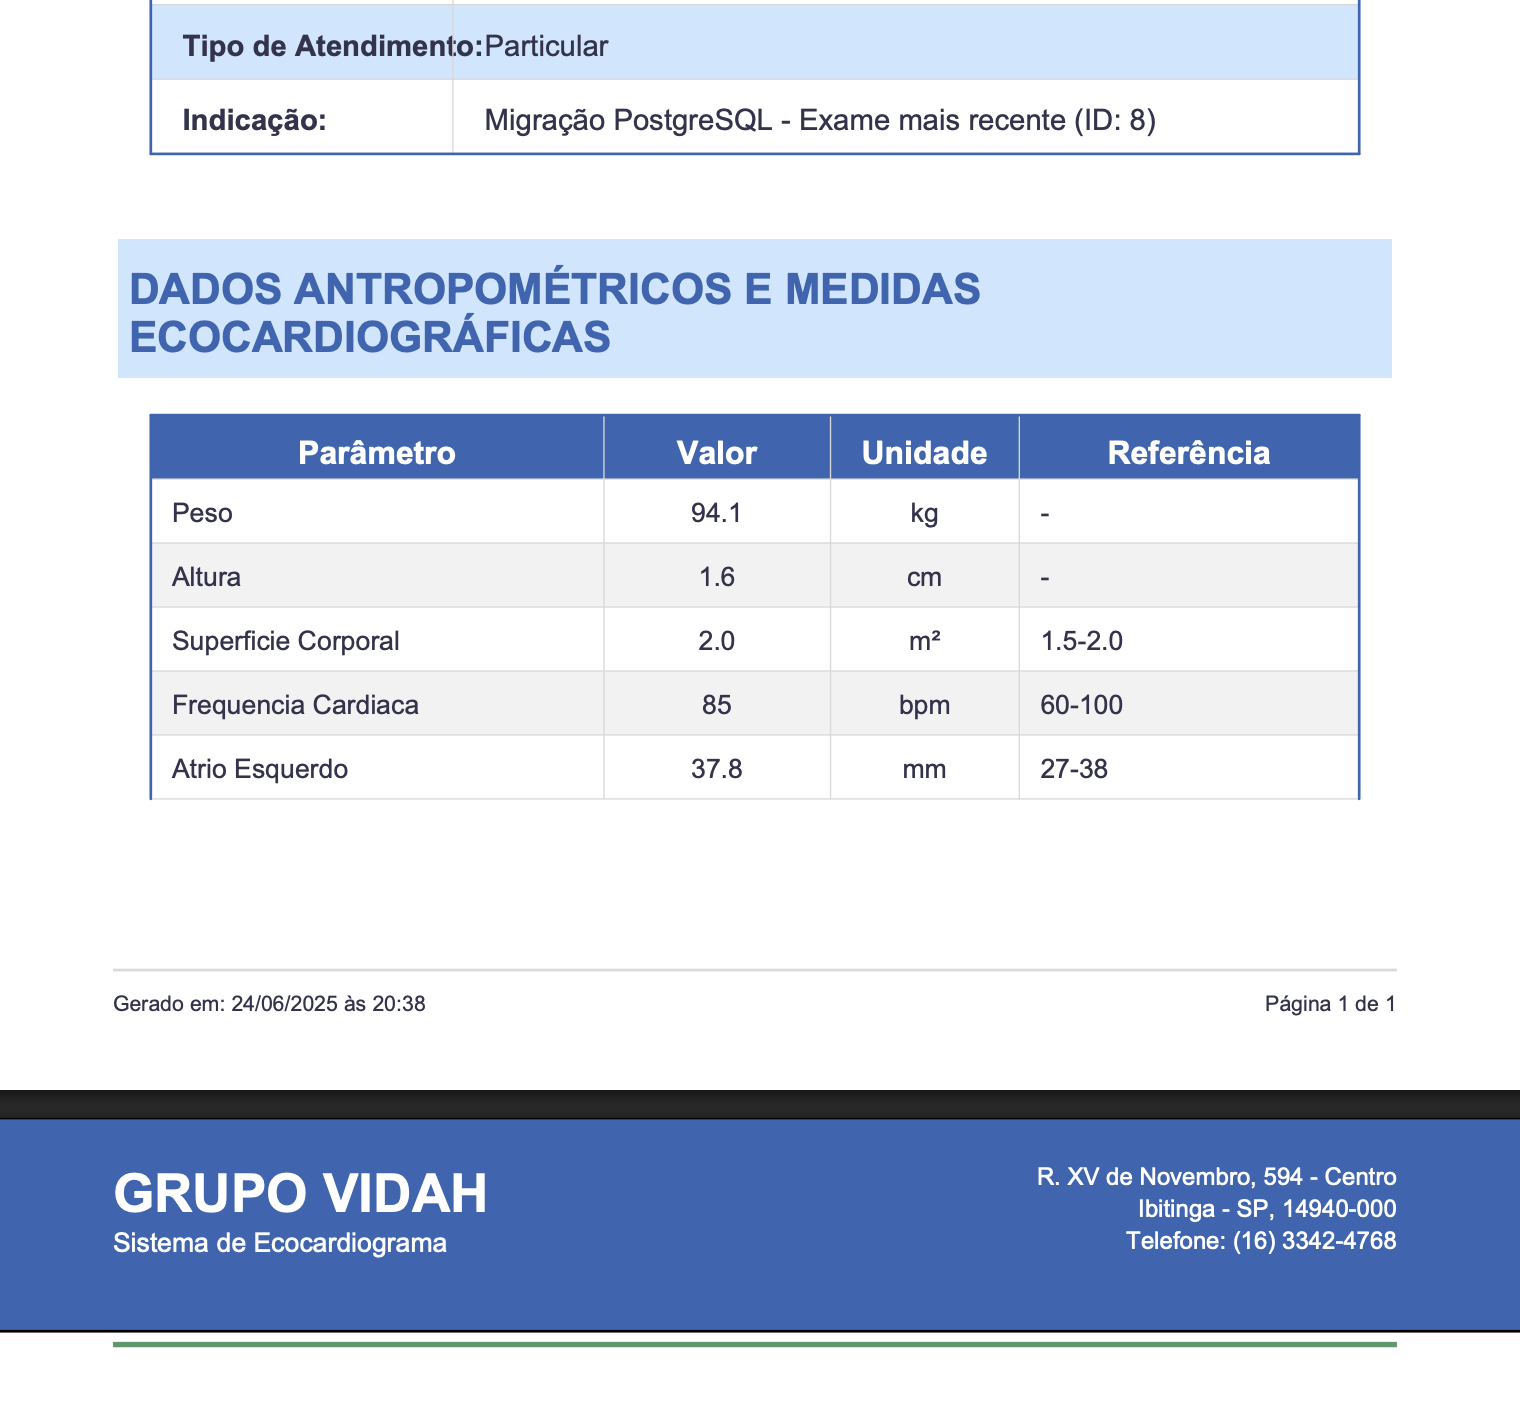 Tipo de Atendimento: Particular
Indicação: Migração PostgreSQL - Exame mais recente (ID: 8)
DADOS ANTROPOMÉTRICOS E MEDIDAS
ECOCARDIOGRÁFICAS
Parâmetro Valor Unidade Referência
Peso 94.1 kg -
Altura 1.6 cm -
Superficie Corporal 2.0 m² 1.5-2.0
Frequencia Cardiaca 85 bpm 60-100
Atrio Esquerdo 37.8 mm 27-38
Gerado em: 24/06/2025 às 20:38 Página 1 de 1
GRUPO VIDAH
Sistema de Ecocardiograma
R. XV de Novembro, 594 - Centro
Ibitinga - SP, 14940-000
Telefone: (16) 3342-4768